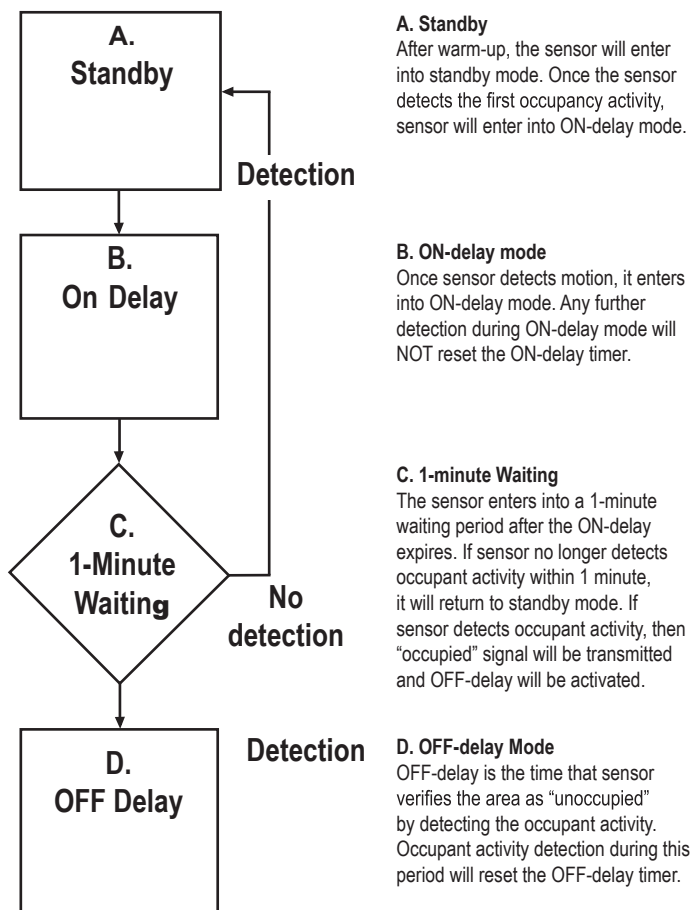 A.
Standby
Detection
B.
On Delay
C.
1-Minute
Waiting
No
detection
Detection
D.
OFF Delay
A. Standby
After warm-up, the sensor will enter
into standby mode. Once the sensor
detects the first occupancy activity,
sensor will enter into ON-delay mode.
B. ON-delay mode
Once sensor detects motion, it enters
into ON-delay mode. Any further
detection during ON-delay mode will
NOT reset the ON-delay timer.
C. 1-minute Waiting
The sensor enters into a 1-minute
waiting period after the ON-delay
expires. If sensor no longer detects
occupant activity within 1 minute,
it will return to standby mode. If
sensor detects occupant activity, then
“occupied” signal will be transmitted
and OFF-delay will be activated.
D. OFF-delay Mode
OFF-delay is the time that sensor
verifies the area as “unoccupied”
by detecting the occupant activity.
Occupant activity detection during this
period will reset the OFF-delay timer.